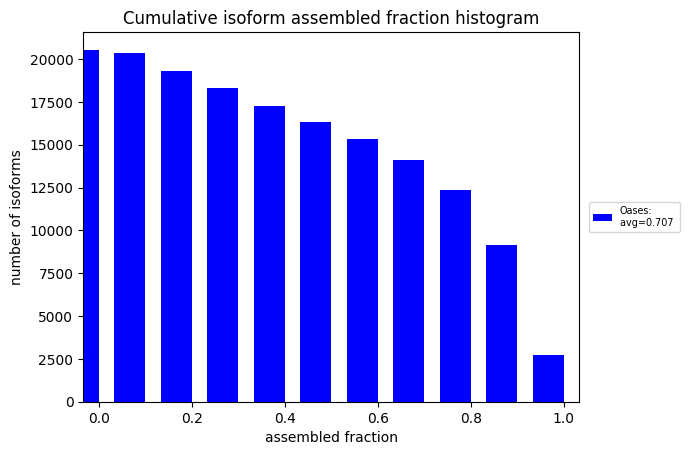 Cumulative isoform assembled fraction histogram
number of isoforms
20000
17500
15000
12500
10000
7500
5000
2500
0
0.0 0.2 0.4 0.6 0.8 1.0
assembled fraction
Oases:
avg=0.707